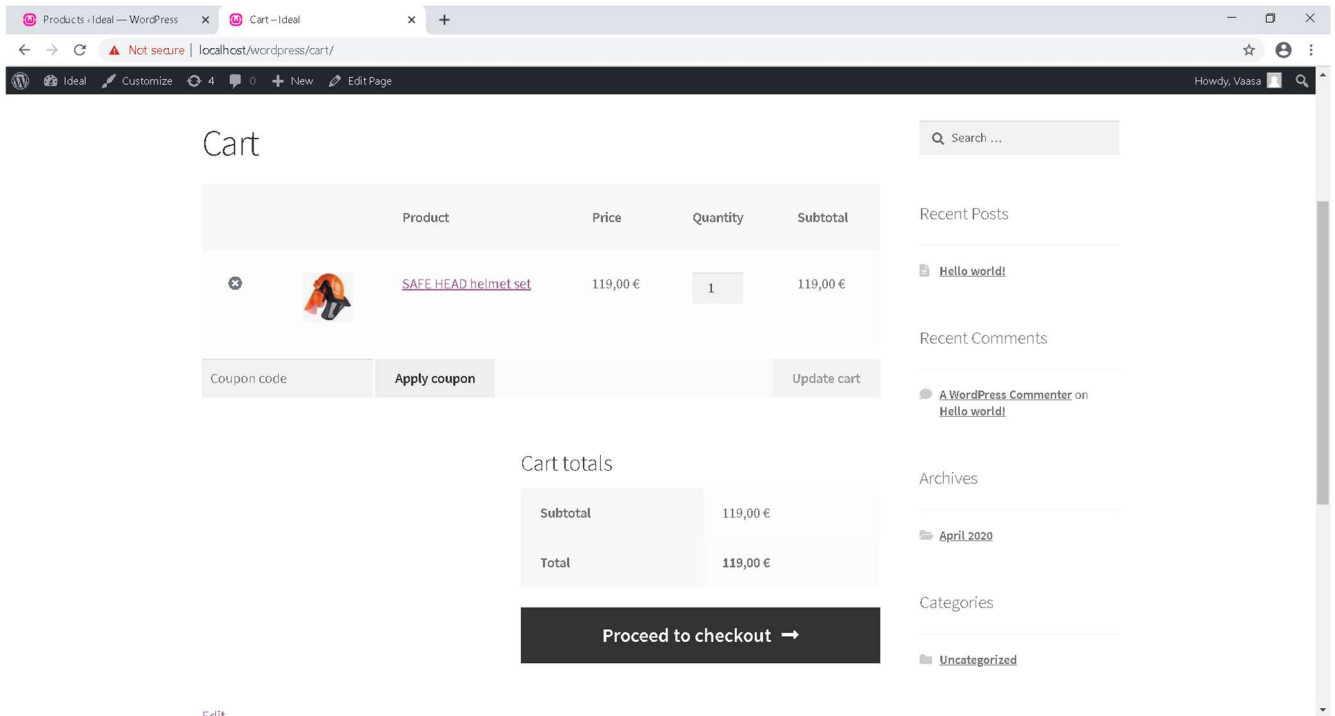 Products ‹ Ideal — WordPress
Cart – Ideal
Not secure | localhost/wordpress/cart/
Ideal
Customize
4
0
New
Edit Page
Howdy, Vaasa
Cart
Product Price Quantity Subtotal
SAFE HEAD helmet set 119,00 € 1 119,00 €
Coupon code
Apply coupon
Update cart
Cart totals
Subtotal 119,00 €
Total 119,00 €
Proceed to checkout
Edit
Search …
Recent Posts
Hello world!
Recent Comments
A WordPress Commenter on
Hello world!
Archives
April 2020
Categories
Uncategorized